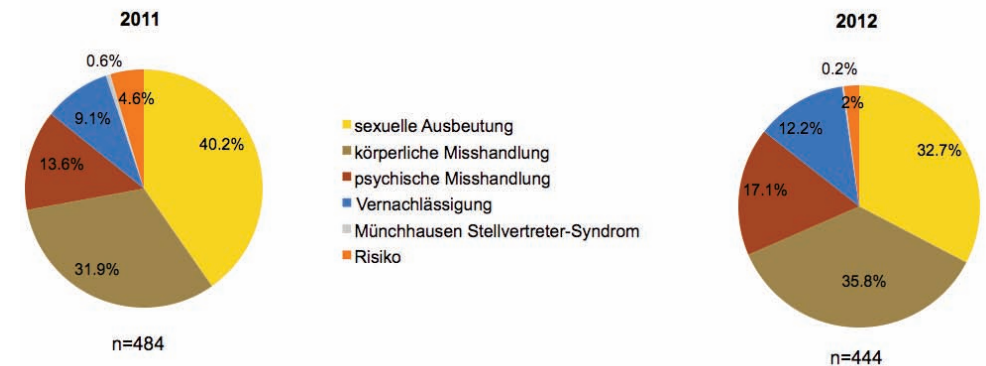 2011
0.6%
4.6%
9.1%
40.2%
13.6%
31.9%
n=484
sexuelle Ausbeutung
körperliche Misshandlung
psychische Misshandlung
Vernachlässigung
Münchhausen Stellvertreter-Syndrom
Risiko
2012
0.2%
2%
12.2%
32.7%
17.1%
35.8%
n=444